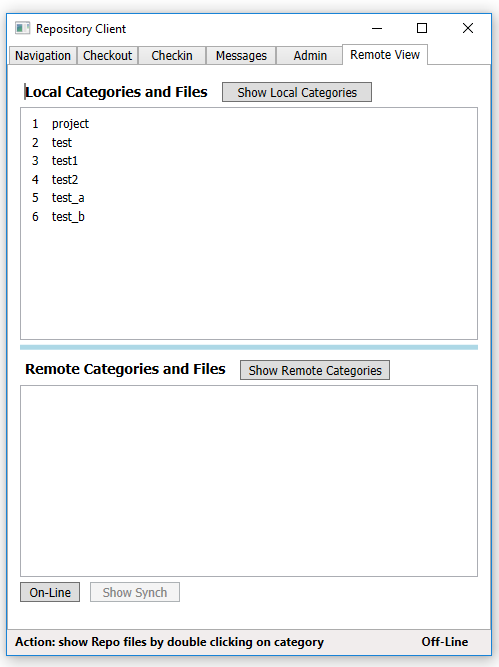 Repository Client
Navigation Checkout Checkin Messages Admin Remote View
Local Categories and Files Show Local Categories
1 project
2 test
3 test1
4 test2
5 test_a
6 test_b
Remote Categories and Files Show Remote Categories
On-Line Show Synch
Action: show Repo files by double clicking on category Off-Line